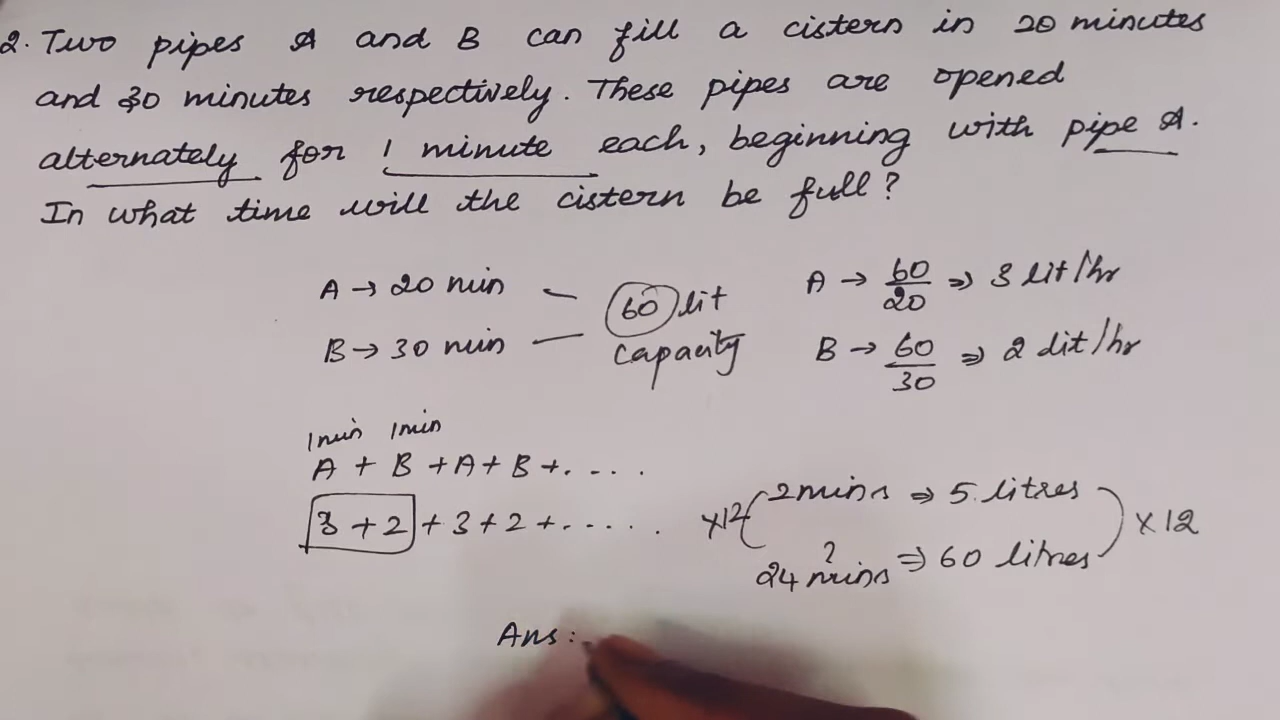 2. Two pipes A and B can fill a cistern in 20 minutes
and 30 minutes respectively. These pipes are opened
alternately for 1 minute each, beginning with pipe A.
In what time will the cistern be full?
A → 20 min
B → 30 min
60 lit
capacity
A → 60/20 ⇒ 3 lit/hr
B → 60/30 ⇒ 2 lit/hr
1min 1min
A + B + A + B + . . . .
3 + 2 + 3 + 2 + . . . . .
×12
2 mins ⇒ 5 litres
?
24 mins ⇒ 60 litres
×12
Ans :